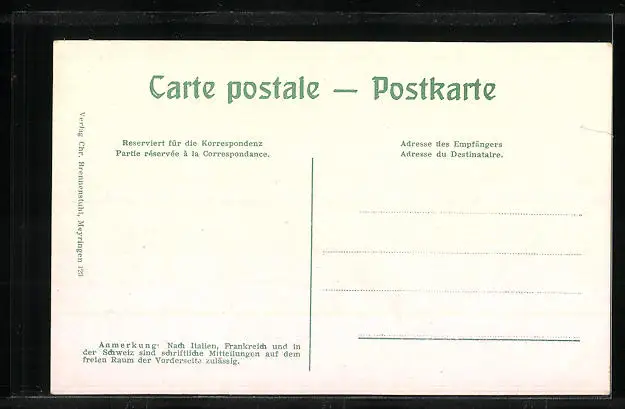 Carte postale — Postkarte
Reserviert für die Korrespondenz
Partie réservée à la Correspondance.
Adresse des Empfängers
Adresse du Destinataire.
Verlag Chr. Brennenstuhl, Meyringen
Anmerkung: Nach Italien, Frankreich und in
der Schweiz sind schriftliche Mitteilungen auf dem
freien Raum der Vorderseite zulässig.